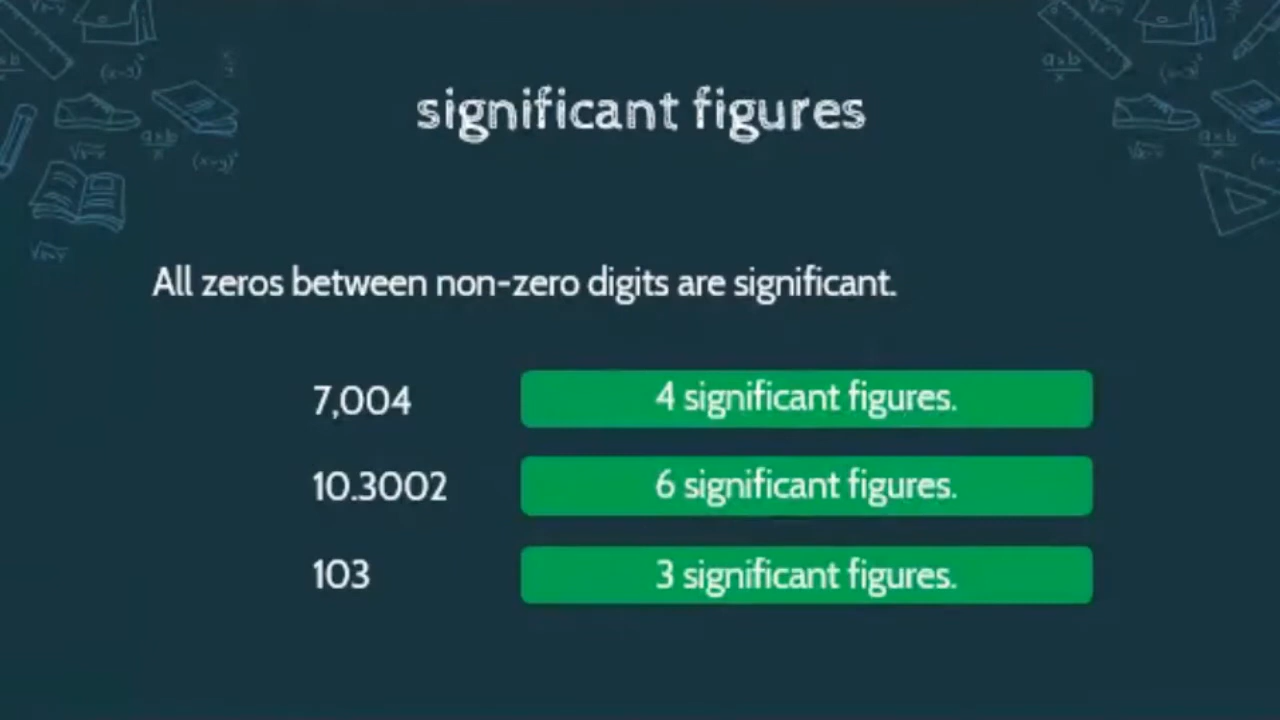 significant figures
All zeros between non-zero digits are significant.
7,004 4 significant figures.
10.3002 6 significant figures.
103 3 significant figures.